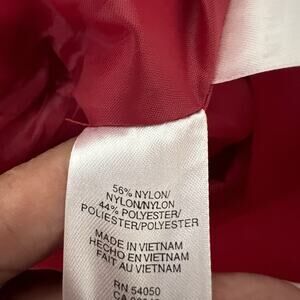 56% NYLON/
NYLON/NYLON
44% POLYESTER/
POLIESTER/POLYESTER
MADE IN VIETNAM
HECHO EN VIETNAM
FAIT AU VIETNAM
RN 54050
CA